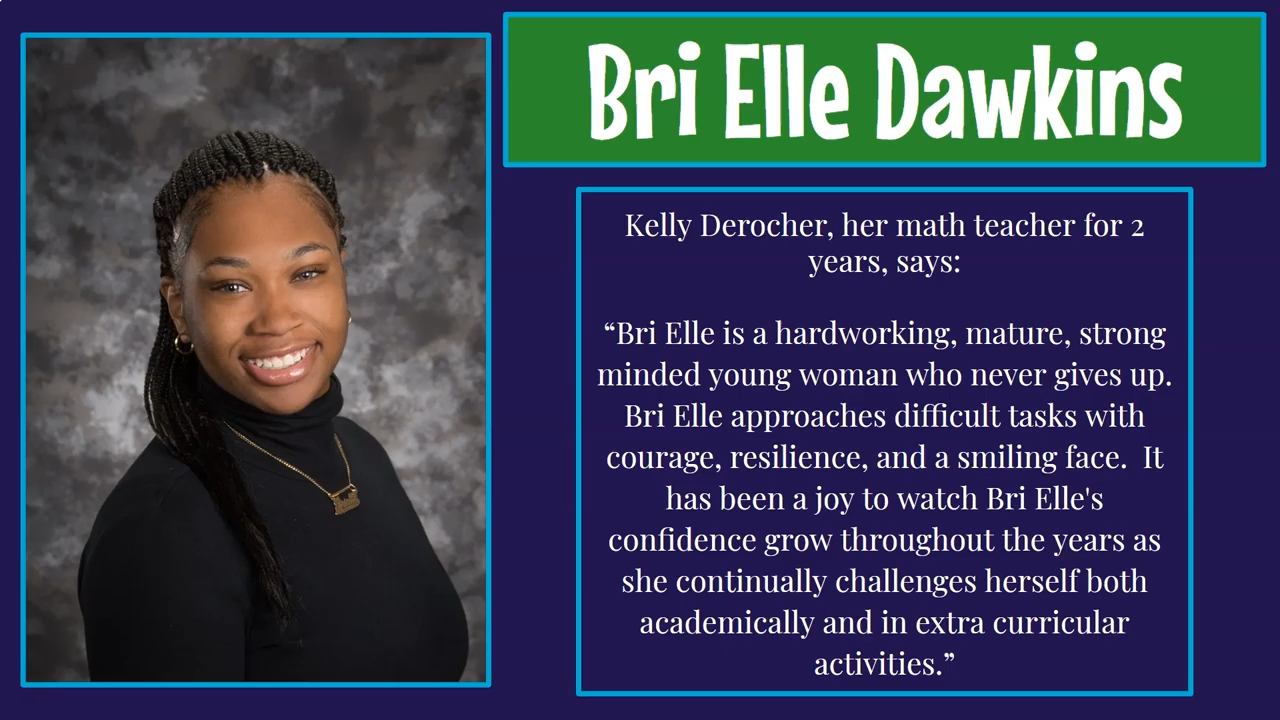 Bri Elle Dawkins
Kelly Derocher, her math teacher for 2
years, says:
“Bri Elle is a hardworking, mature, strong
minded young woman who never gives up.
Bri Elle approaches difficult tasks with
courage, resilience, and a smiling face.  It
has been a joy to watch Bri Elle's
confidence grow throughout the years as
she continually challenges herself both
academically and in extra curricular
activities.”